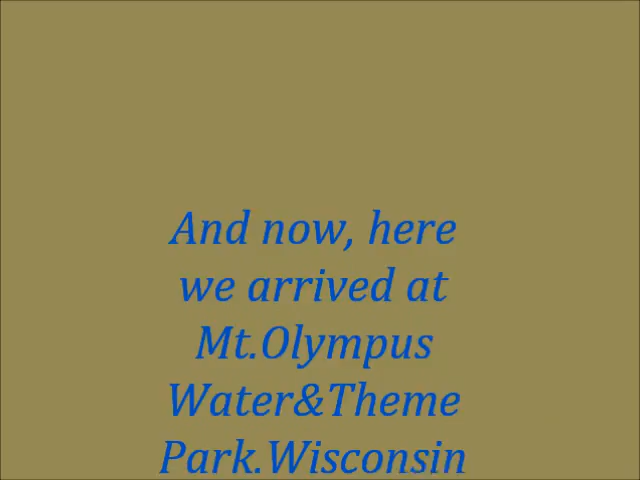 And now, here
we arrived at
Mt.Olympus
Water&Theme
Park.Wisconsin